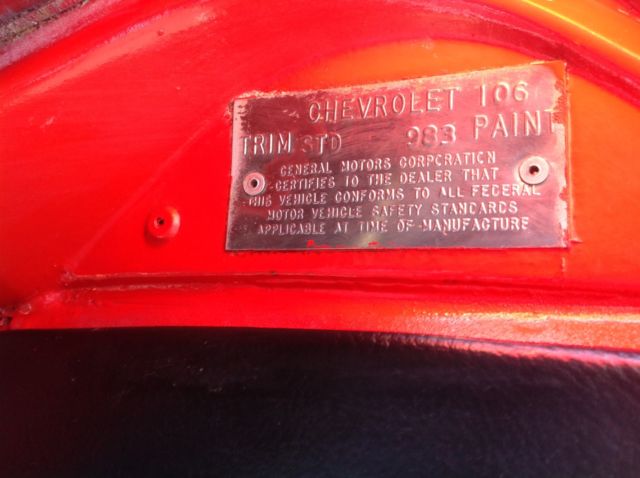 CHEVROLET 106
TRIM STD 983 PAINT
GENERAL MOTORS CORPORATION
CERTIFIES TO THE DEALER THAT
THIS VEHICLE CONFORMS TO ALL FEDERAL
MOTOR VEHICLE SAFETY STANDARDS
APPLICABLE AT TIME OF MANUFACTURE